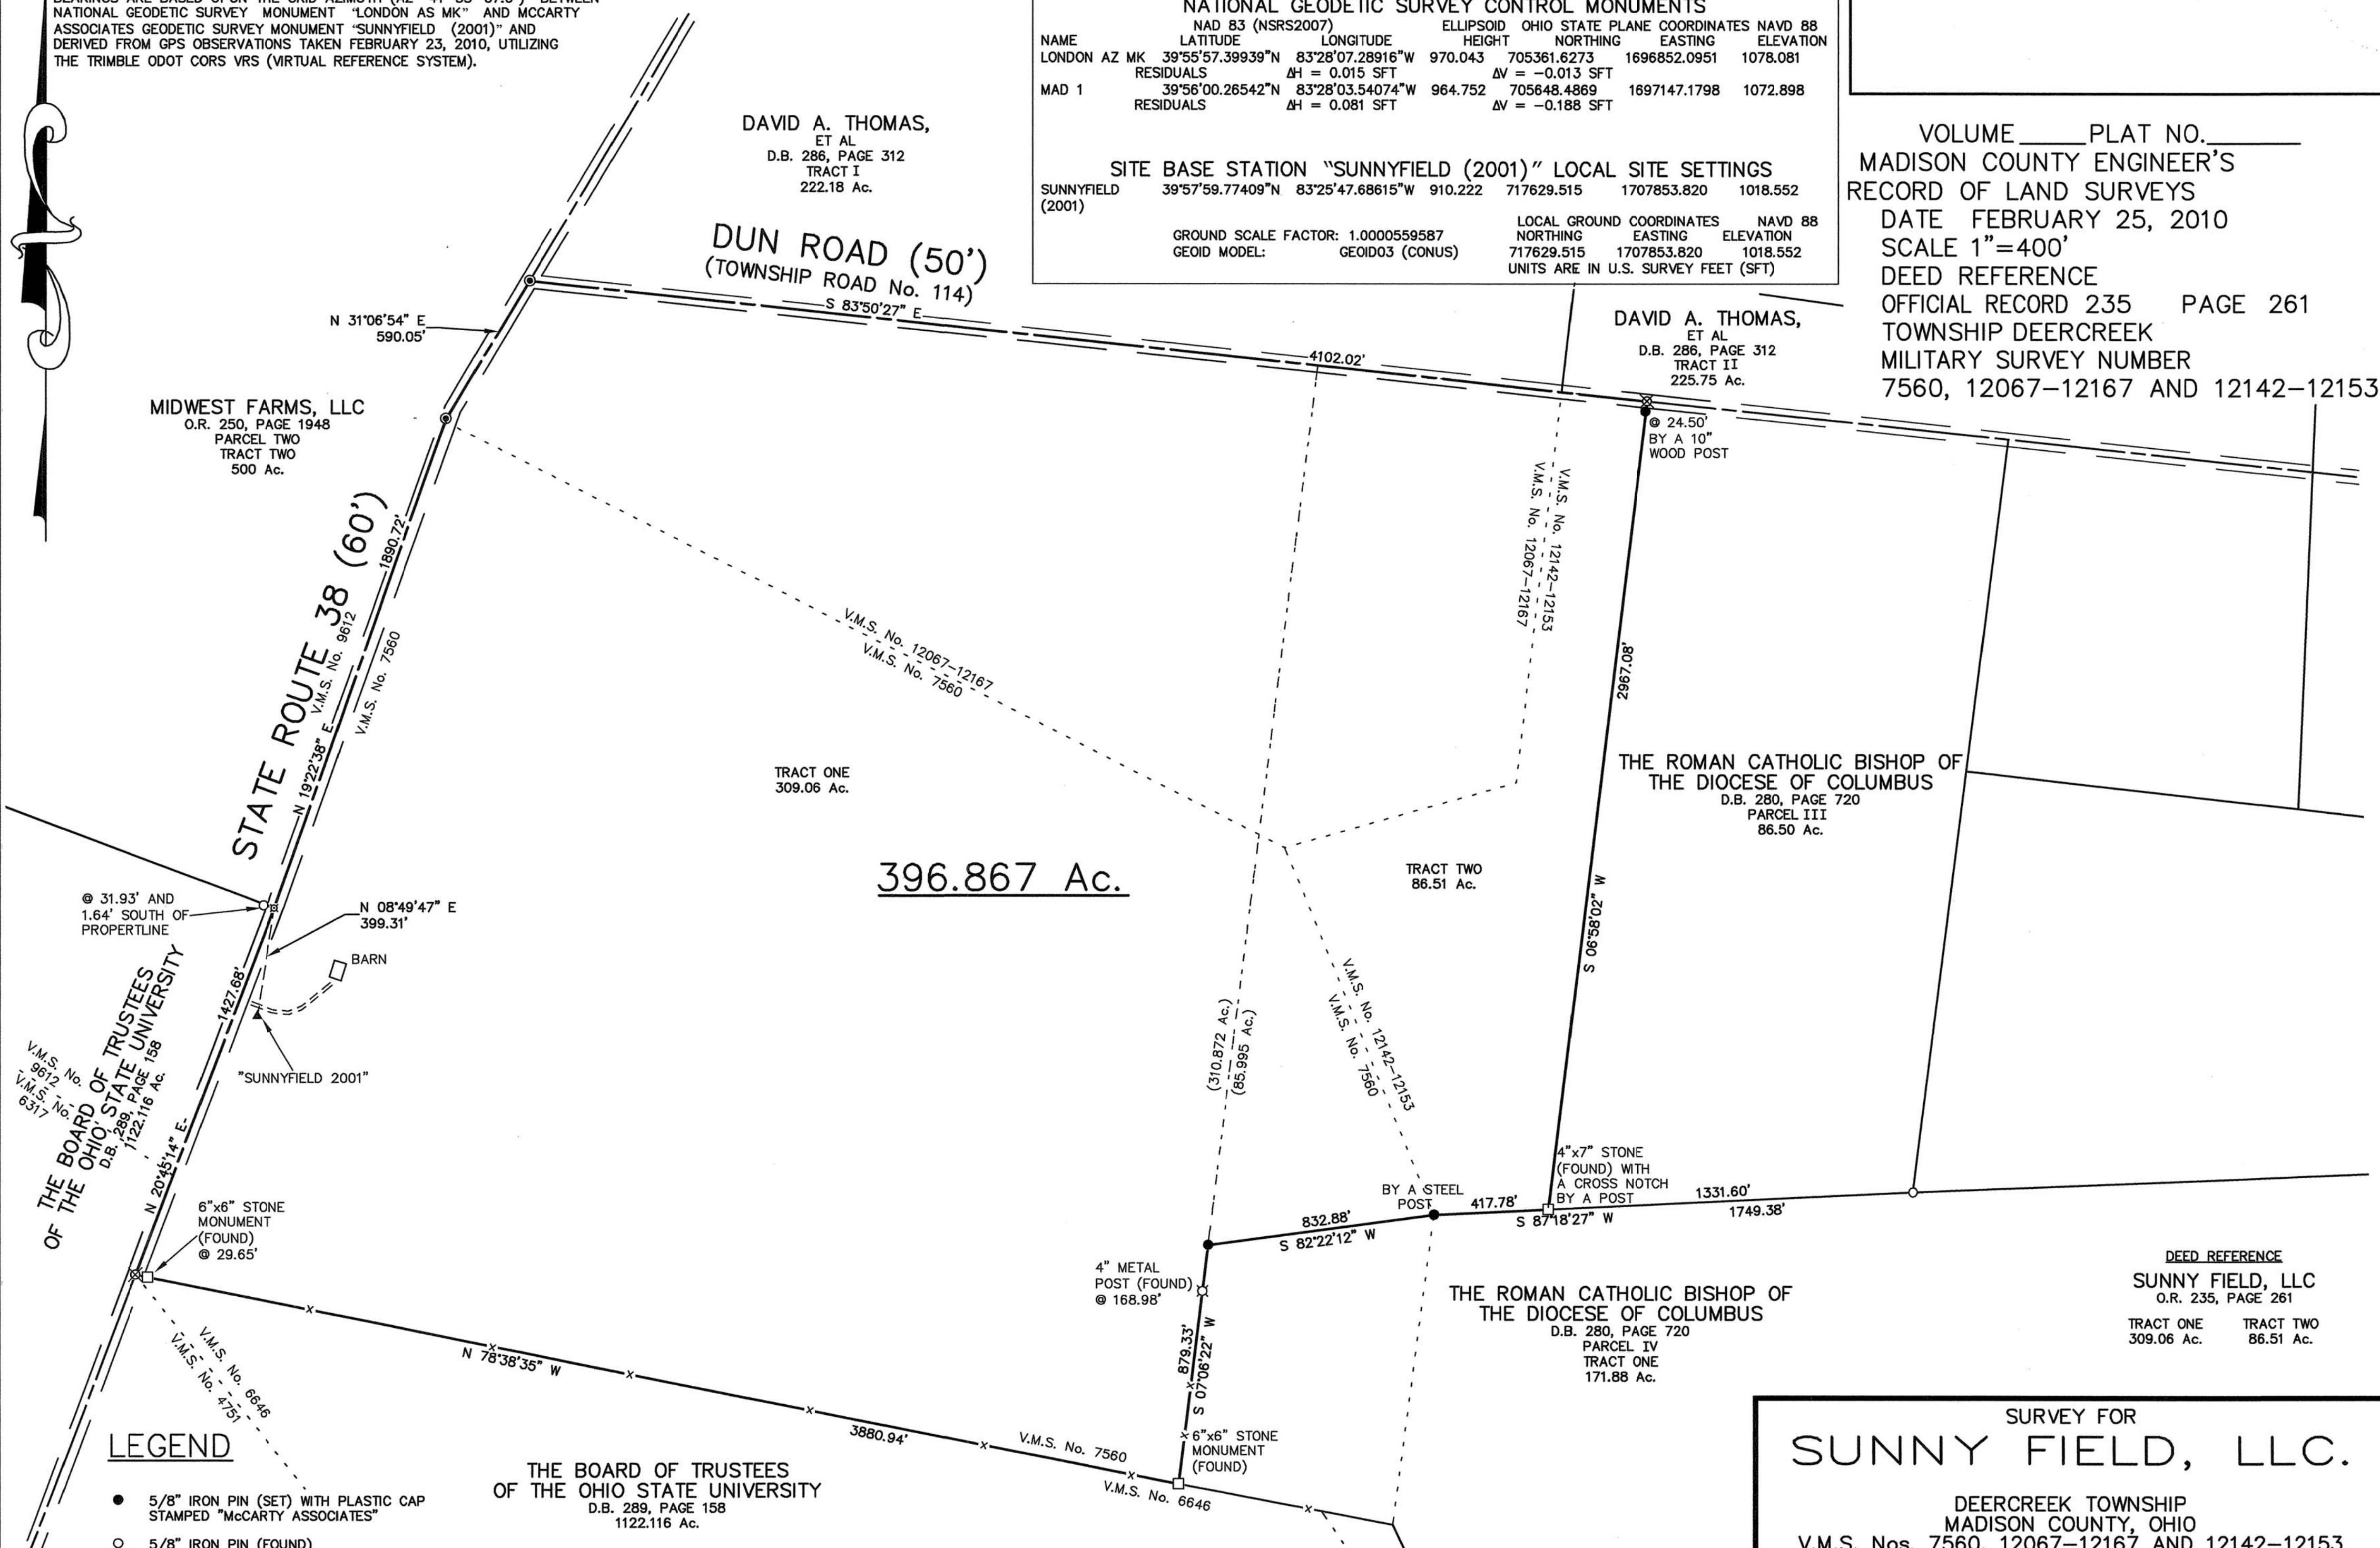 BEARINGS ARE BASED UPON THE GRID AZIMUTH
NATIONAL GEODETIC SURVEY MONUMENT "LONDON AS MK" AND MCCARTY
ASSOCIATES GEODETIC SURVEY MONUMENT "SUNNYFIELD (2001)" AND
DERIVED FROM GPS OBSERVATIONS TAKEN FEBRUARY 23, 2010, UTILIZING
THE TRIMBLE ODOT CORS VRS (VIRTUAL REFERENCE SYSTEM).
NATIONAL GEODETIC SURVEY CONTROL MONUMENTS
NAD 83 (NSRS2007) ELLIPSOID OHIO STATE PLANE COORDINATES NAVD 88
NAME LATITUDE LONGITUDE HEIGHT NORTHING EASTING ELEVATION
LONDON AZ MK 39°55'57.39939"N 83°28'07.28916"W 970.043 705361.6273 1696852.0951 1078.081
RESIDUALS ΔH = 0.015 SFT ΔV = -0.013 SFT
MAD 1 39°56'00.26542"N 83°28'03.54074"W 964.752 705648.4869 1697147.1798 1072.898
RESIDUALS ΔH = 0.081 SFT ΔV = -0.188 SFT
SITE BASE STATION "SUNNYFIELD (2001)" LOCAL SITE SETTINGS
SUNNYFIELD 39°57'59.77409"N 83°25'47.68615"W 910.222 717629.515 1707853.820 1018.552
(2001)
LOCAL GROUND COORDINATES NAVD 88
GROUND SCALE FACTOR: 1.0000559587 NORTHING EASTING ELEVATION
GEOID MODEL: GEOID03 (CONUS) 717629.515 1707853.820 1018.552
UNITS ARE IN U.S. SURVEY FEET (SFT)
VOLUME_____PLAT NO._______
MADISON COUNTY ENGINEER'S
RECORD OF LAND SURVEYS
DATE FEBRUARY 25, 2010
SCALE 1"=400'
DEED REFERENCE
OFFICIAL RECORD 235 PAGE 261
TOWNSHIP DEERCREEK
MILITARY SURVEY NUMBER
7560, 12067-12167 AND 12142-12153
DAVID A. THOMAS,
ET AL
D.B. 286, PAGE 312
TRACT I
222.18 Ac.
DUN ROAD (50')
(TOWNSHIP ROAD No. 114)
S 83°50'27" E
4102.02'
N 31°06'54" E
590.05'
DAVID A. THOMAS,
ET AL
D.B. 286, PAGE 312
TRACT II
225.75 Ac.
@ 24.50'
BY A 10"
WOOD POST
MIDWEST FARMS, LLC
O.R. 250, PAGE 1948
PARCEL TWO
TRACT TWO
500 Ac.
STATE ROUTE 38 (60')
1890.72'
N 19°22'38" E
V.M.S. No. 9612
V.M.S. No. 7560
V.M.S. No. 12067-12167
V.M.S. No. 7560
V.M.S. No. 12142-12153
V.M.S. No. 12067-12167
2967.08'
S 06°58'02" W
THE ROMAN CATHOLIC BISHOP OF
THE DIOCESE OF COLUMBUS
D.B. 280, PAGE 720
PARCEL III
86.50 Ac.
TRACT ONE
309.06 Ac.
396.867 Ac.
TRACT TWO
86.51 Ac.
@ 31.93' AND
1.64' SOUTH OF
PROPERTLINE
N 08°49'47" E
399.31'
BARN
"SUNNYFIELD 2001"
1427.68'
N 20°45'14" E
THE BOARD OF TRUSTEES
OF THE OHIO STATE UNIVERSITY
D.B. 289, PAGE 158
1122.116 Ac.
V.M.S. No.
9612
V.M.S. No.
6317
(310.872 Ac.)
(85.995 Ac.)
V.M.S. No. 12142-12153
V.M.S. No. 7560
6"x6" STONE
MONUMENT
(FOUND)
@ 29.65'
BY A STEEL
POST
4"x7" STONE
(FOUND) WITH
A CROSS NOTCH
BY A POST
832.88'
S 82°22'12" W
417.78'
S 87°18'27" W
1331.60'
1749.38'
4" METAL
POST (FOUND)
@ 168.98'
879.33'
S 07°06'22" W
6"x6" STONE
MONUMENT
(FOUND)
THE ROMAN CATHOLIC BISHOP OF
THE DIOCESE OF COLUMBUS
D.B. 280, PAGE 720
PARCEL IV
TRACT ONE
171.88 Ac.
DEED REFERENCE
SUNNY FIELD, LLC
O.R. 235, PAGE 261
TRACT ONE TRACT TWO
309.06 Ac. 86.51 Ac.
N 78°38'35" W
3880.94'
V.M.S. No. 7560
V.M.S. No. 6646
V.M.S. No. 6646
V.M.S. No. 4751
THE BOARD OF TRUSTEES
OF THE OHIO STATE UNIVERSITY
D.B. 289, PAGE 158
1122.116 Ac.
LEGEND
5/8" IRON PIN (SET) WITH PLASTIC CAP
STAMPED "McCARTY ASSOCIATES"
5/8" IRON PIN (FOUND)
SURVEY FOR
SUNNY FIELD, LLC.
DEERCREEK TOWNSHIP
MADISON COUNTY, OHIO
V.M.S. Nos. 7560, 12067-12167 AND 12142-12153